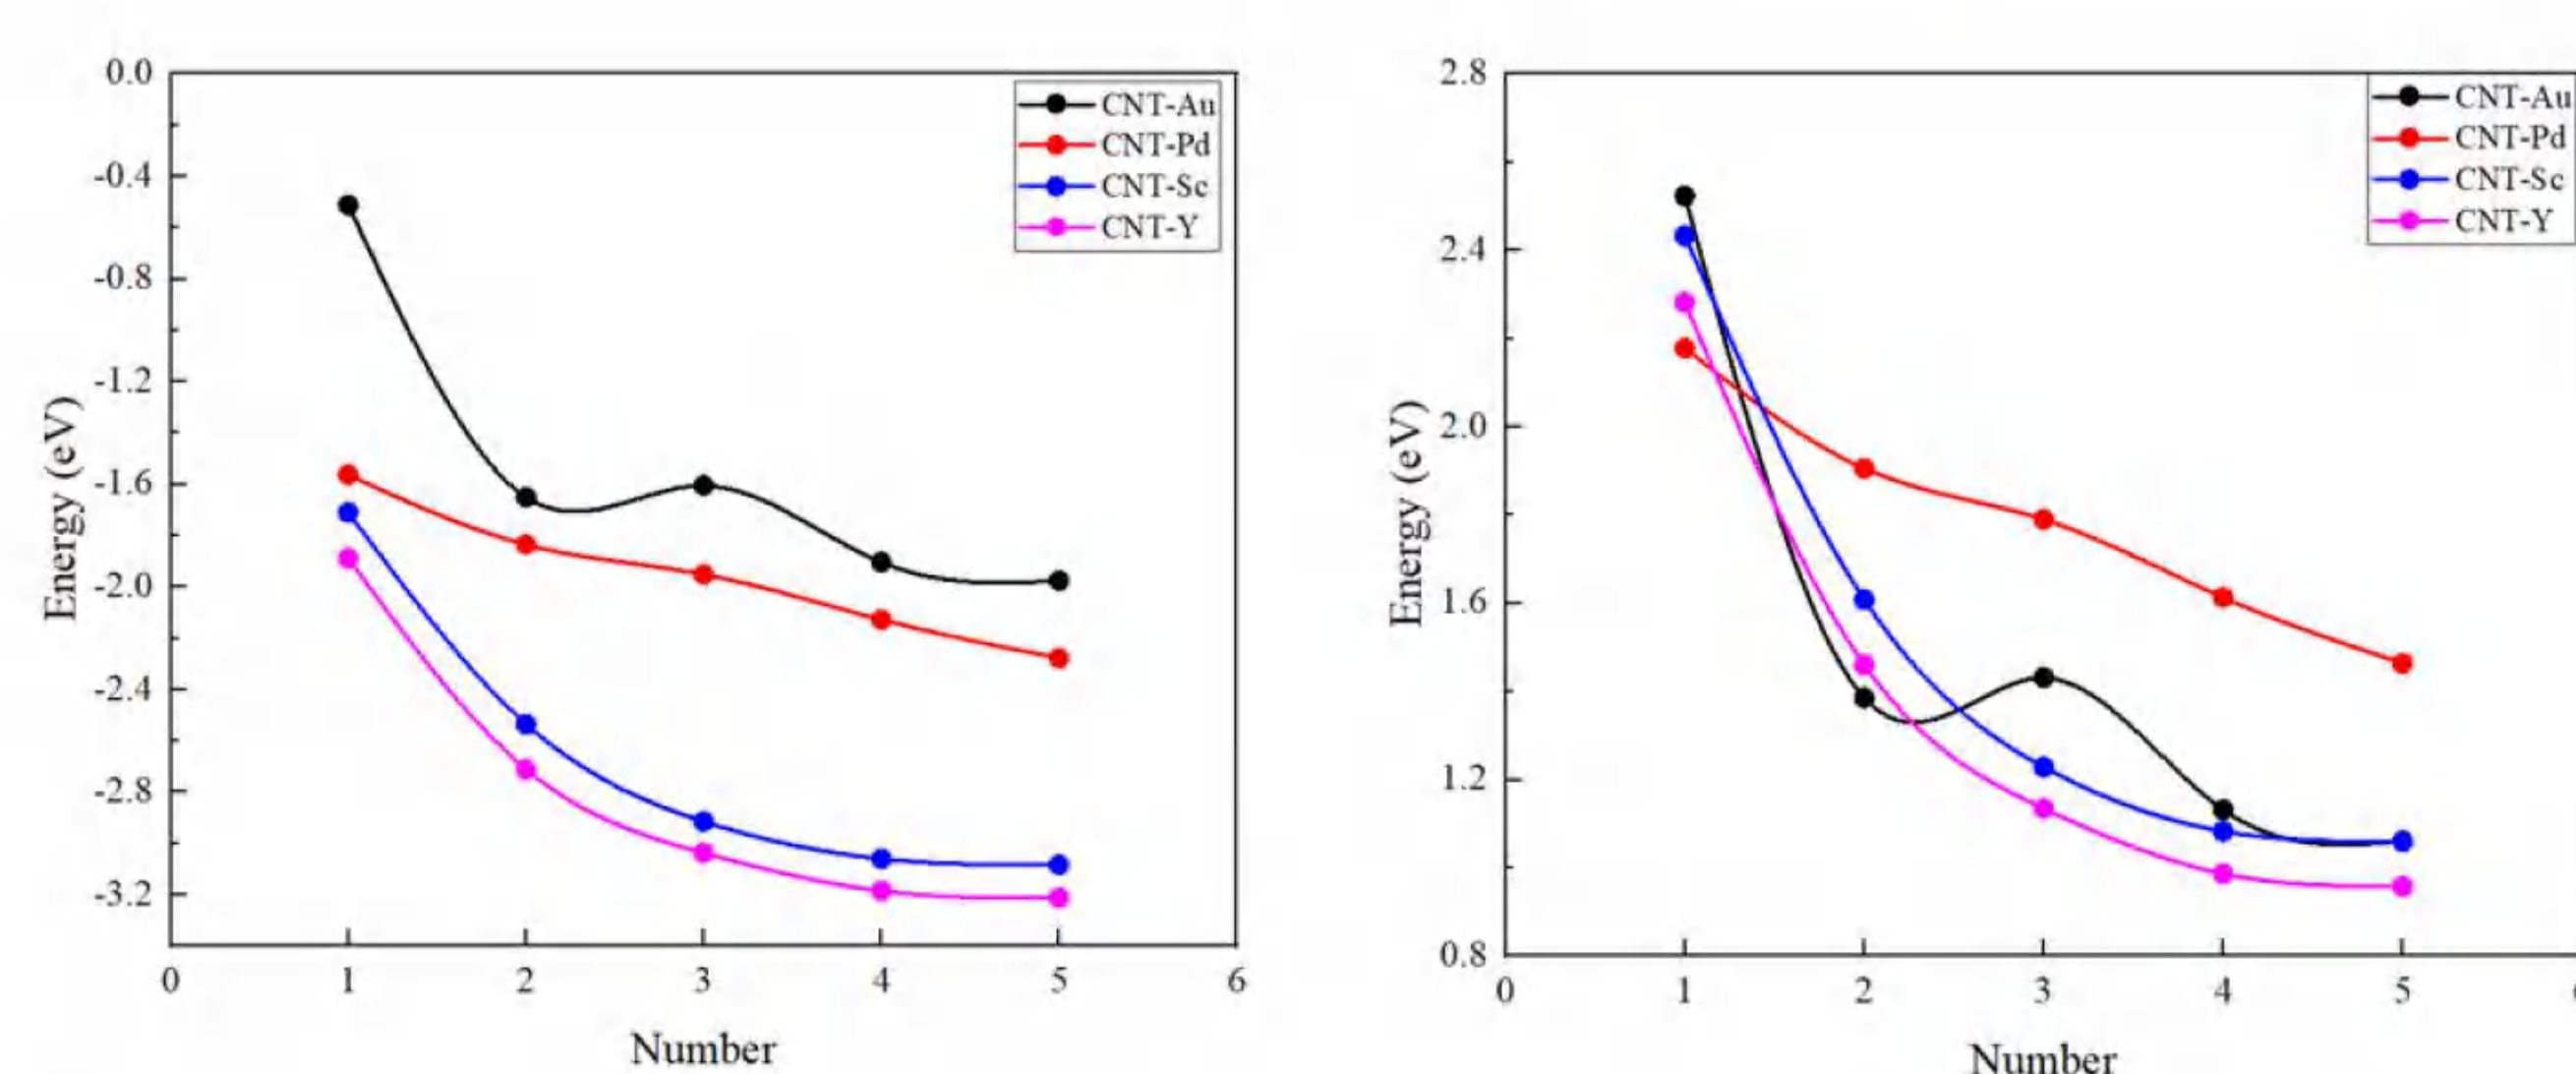 0.0
-0.4
-0.8
-1.2
-1.6
-2.0
-2.4
-2.8
-3.2
Energy (eV)
0 1 2 3 4 5 6
Number
CNT-Au
CNT-Pd
CNT-Sc
CNT-Y
2.8
2.4
2.0
1.6
1.2
0.8
Energy (eV)
0 1 2 3 4 5
Number
CNT-Au
CNT-Pd
CNT-Sc
CNT-Y